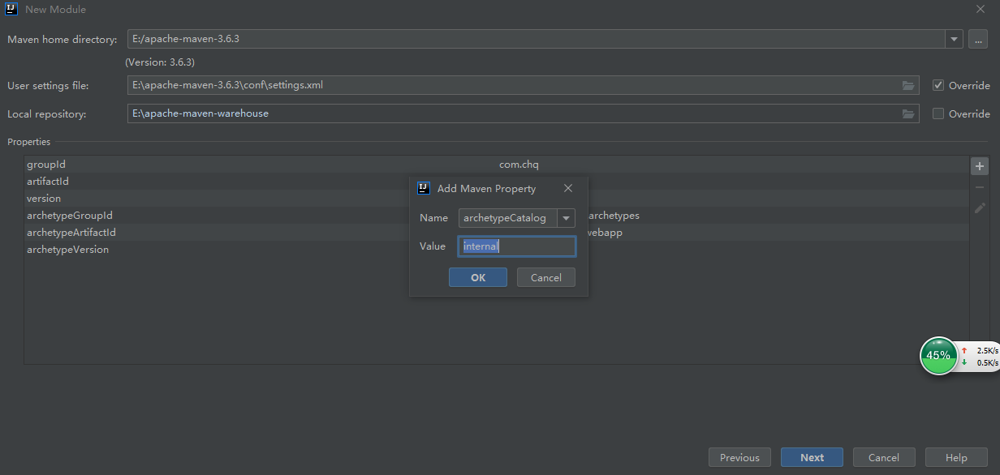 New Module
Maven home directory: E:/apache-maven-3.6.3 ...
(Version: 3.6.3)
User settings file: E:\apache-maven-3.6.3\conf\settings.xml Override
Local repository: E:\apache-maven-warehouse Override
Properties
groupId com.chq
artifactId
version
archetypeGroupId archetypes
archetypeArtifactId webapp
archetypeVersion
Add Maven Property
Name archetypeCatalog
Value internal
OK Cancel
45% 2.5K/s
0.5K/s
Previous Next Cancel Help